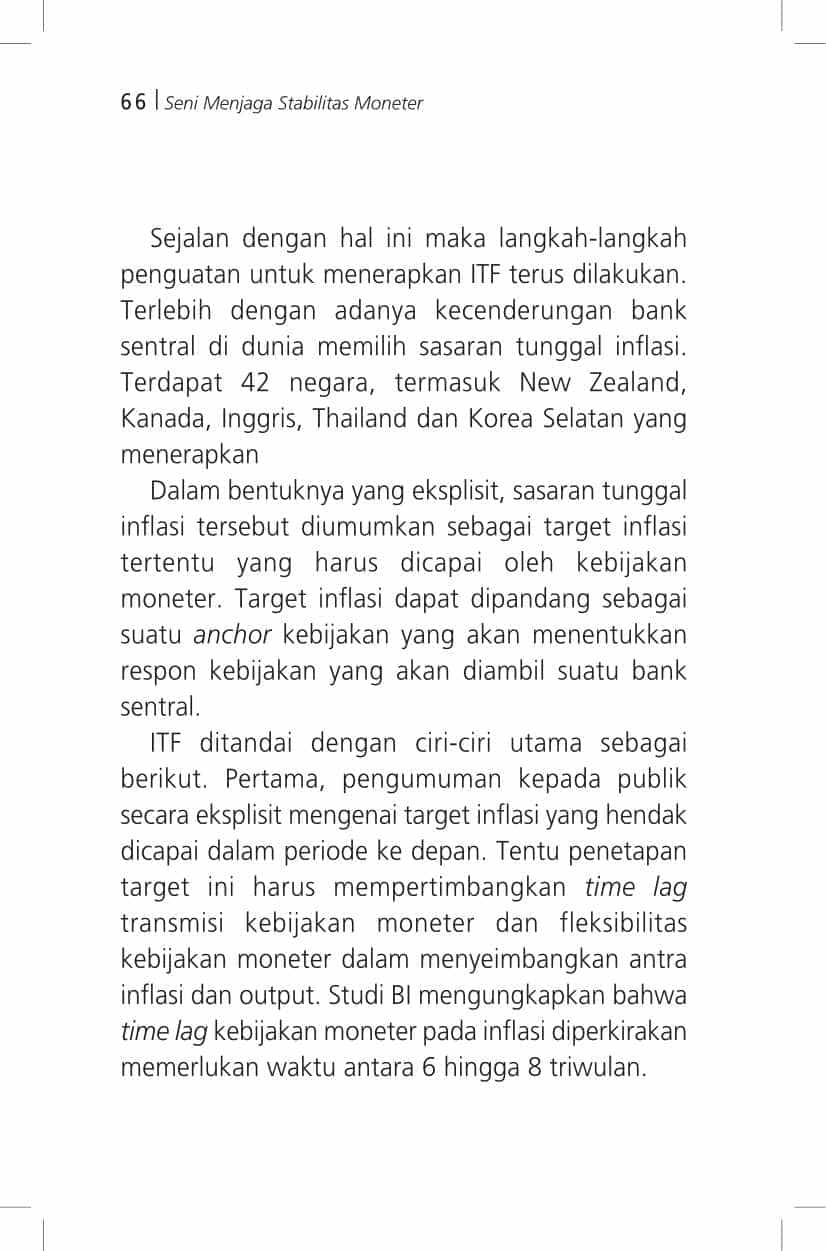 66 | Seni Menjaga Stabilitas Moneter
Sejalan dengan hal ini maka langkah-langkah
penguatan untuk menerapkan ITF terus dilakukan.
Terlebih dengan adanya kecenderungan bank
sentral di dunia memilih sasaran tunggal inflasi.
Terdapat 42 negara, termasuk New Zealand,
Kanada, Inggris, Thailand dan Korea Selatan yang
menerapkan
Dalam bentuknya yang eksplisit, sasaran tunggal
inflasi tersebut diumumkan sebagai target inflasi
tertentu yang harus dicapai oleh kebijakan
moneter. Target inflasi dapat dipandang sebagai
suatu anchor kebijakan yang akan menentukkan
respon kebijakan yang akan diambil suatu bank
sentral.
ITF ditandai dengan ciri-ciri utama sebagai
berikut. Pertama, pengumuman kepada publik
secara eksplisit mengenai target inflasi yang hendak
dicapai dalam periode ke depan. Tentu penetapan
target ini harus mempertimbangkan time lag
transmisi kebijakan moneter dan fleksibilitas
kebijakan moneter dalam menyeimbangkan antra
inflasi dan output. Studi BI mengungkapkan bahwa
time lag kebijakan moneter pada inflasi diperkirakan
memerlukan waktu antara 6 hingga 8 triwulan.